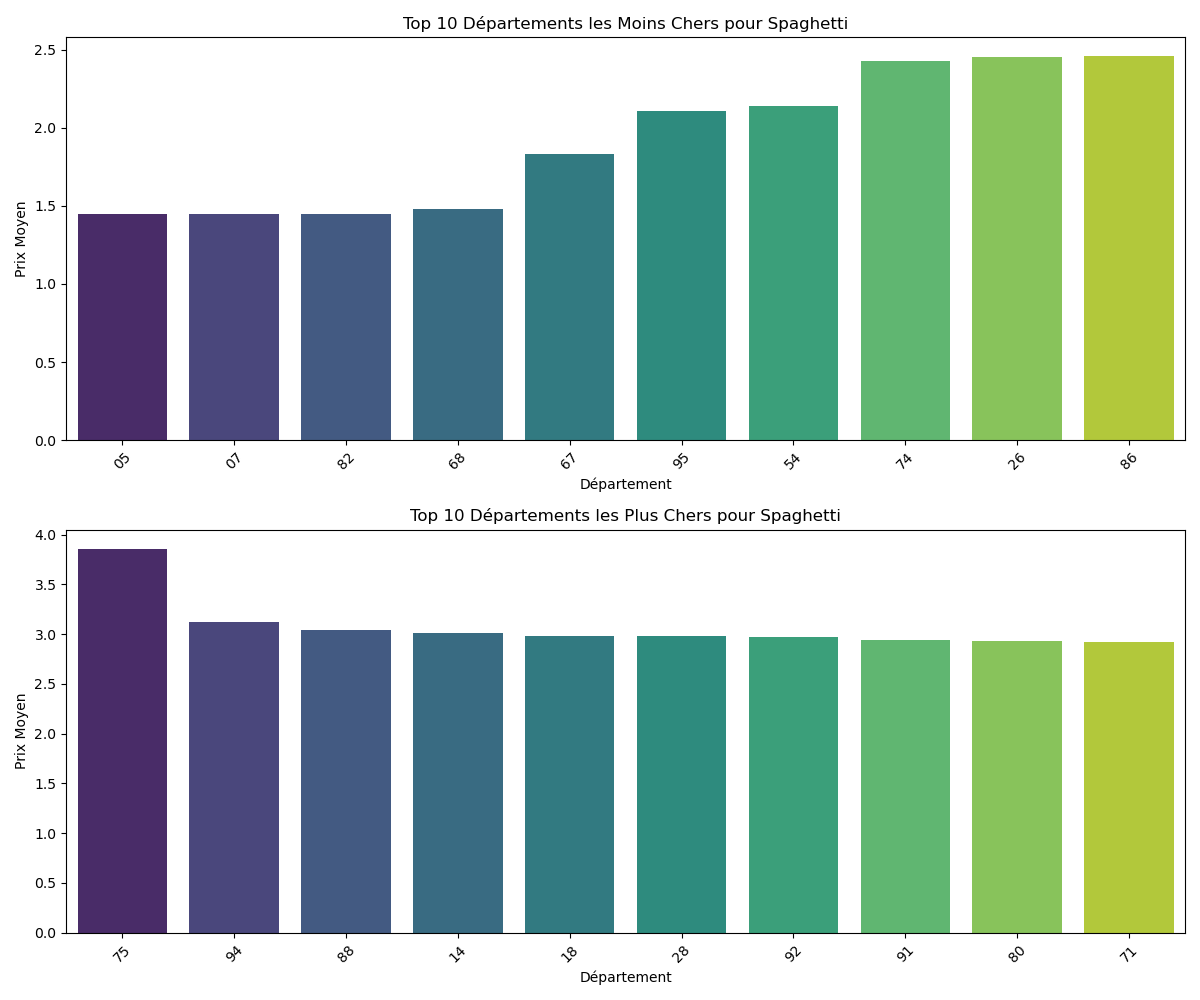 Top 10 Départements les Moins Chers pour Spaghetti
2.5
2.0
1.5
1.0
0.5
0.0
Prix Moyen
05 07 82 68 67 95 54 74 26 86
Département
Top 10 Départements les Plus Chers pour Spaghetti
4.0
3.5
3.0
2.5
2.0
1.5
1.0
0.5
0.0
Prix Moyen
75 94 88 14 18 28 92 91 80 71
Département